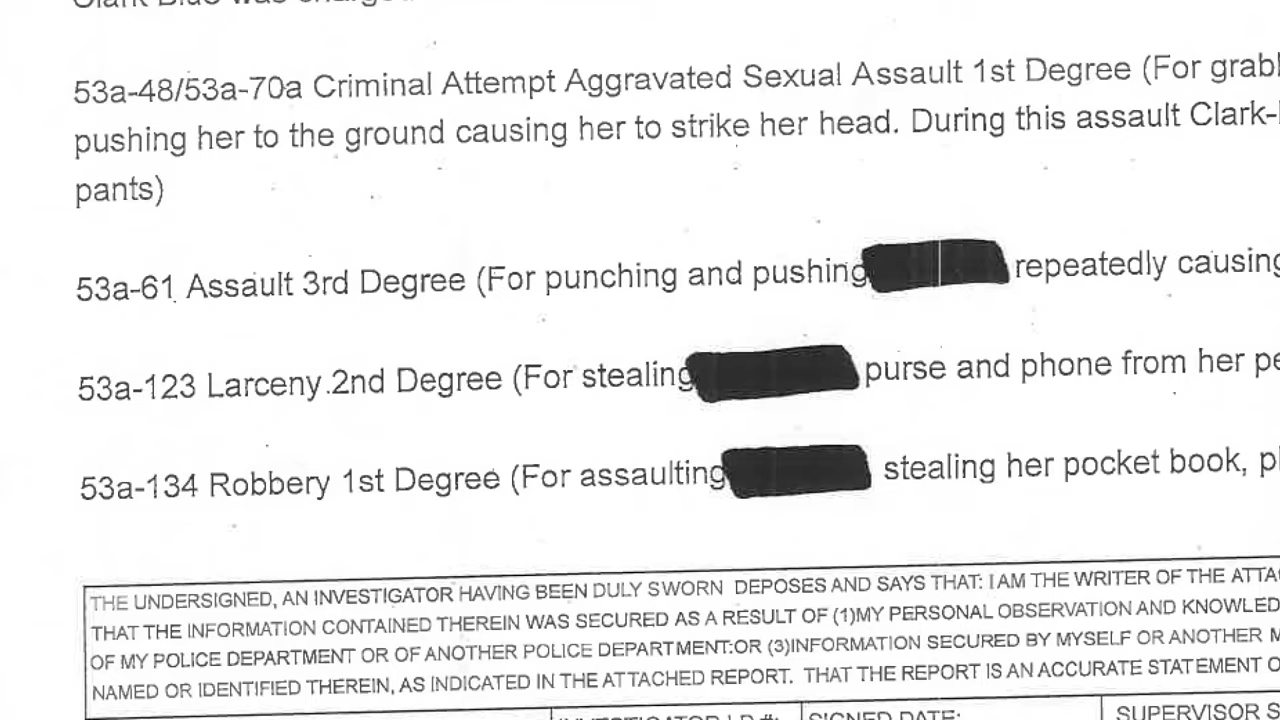 Clark Blue was charged
53a-48/53a-70a Criminal Attempt Aggravated Sexual Assault 1st Degree (For grab
pushing her to the ground causing her to strike her head. During this assault Clark-
pants)
53a-61 Assault 3rd Degree (For punching and pushing repeatedly causing
53a-123 Larceny 2nd Degree (For stealing purse and phone from her pe
53a-134 Robbery 1st Degree (For assaulting stealing her pocket book, p
THE UNDERSIGNED, AN INVESTIGATOR HAVING BEEN DULY SWORN DEPOSES AND SAYS THAT: I AM THE WRITER OF THE ATTA
THAT THE INFORMATION CONTAINED THEREIN WAS SECURED AS A RESULT OF (1)MY PERSONAL OBSERVATION AND KNOWLED
OF MY POLICE DEPARTMENT OR OF ANOTHER POLICE DEPARTMENT:OR (3)INFORMATION SECURED BY MYSELF OR ANOTHER M
NAMED OR IDENTIFIED THEREIN, AS INDICATED IN THE ATTACHED REPORT. THAT THE REPORT IS AN ACCURATE STATEMENT O
INVESTIGATOR I.D.#: SIGNED DATE: SUPERVISOR S